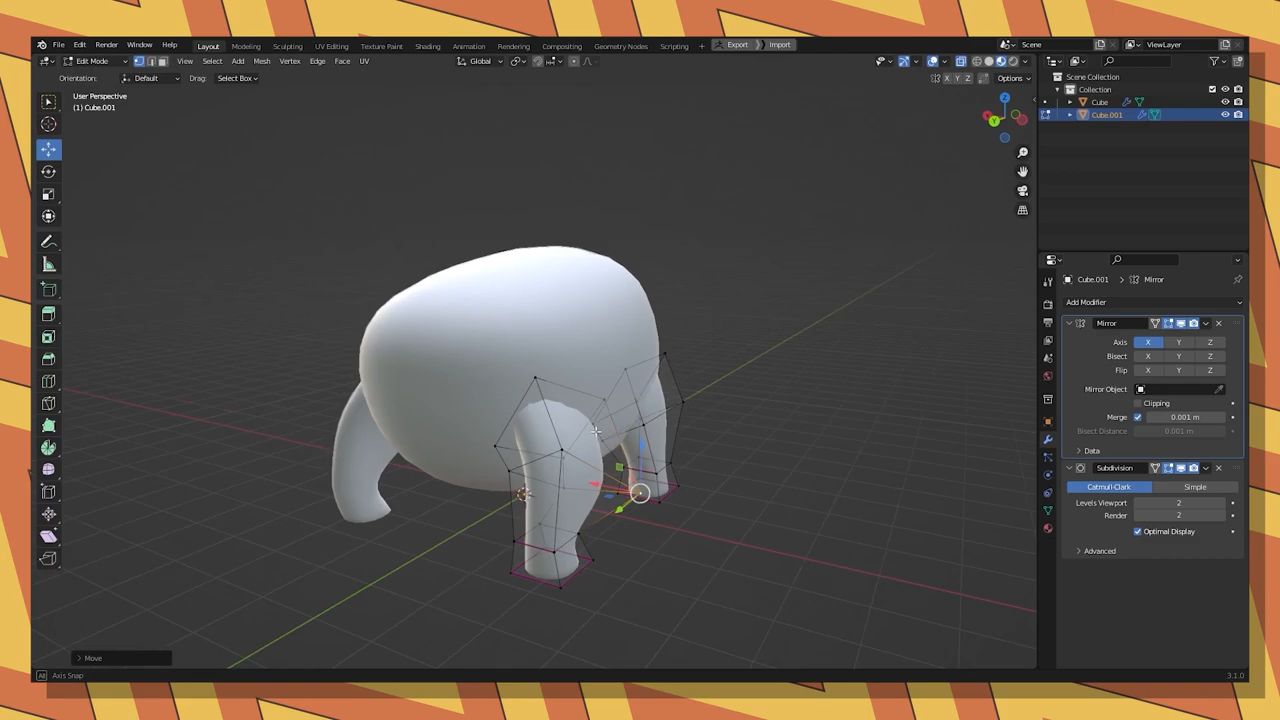 File Edit Render Window Help Layout Modeling Sculpting UV Editing Texture Paint Shading Animation Rendering Compositing Geometry Nodes Scripting + Export Import Scene ViewLayer
Edit Mode View Select Add Mesh Vertex Edge Face UV Global
Orientation: Default Drag: Select Box X Y Z Options
User Perspective
(1) Cube.001
Scene Collection
Collection
Cube
Cube.001
Z
Y
Cube.001 > Mirror
Add Modifier
Mirror
Axis X Y Z
Bisect X Y Z
Flip X Y Z
Mirror Object
Clipping
Merge 0.001 m
Bisect Distance 0.001 m
Data
Subdivision
Catmull-Clark Simple
Levels Viewport 2
Render 2
Optimal Display
Advanced
Move
Axis Snap
3.1.0